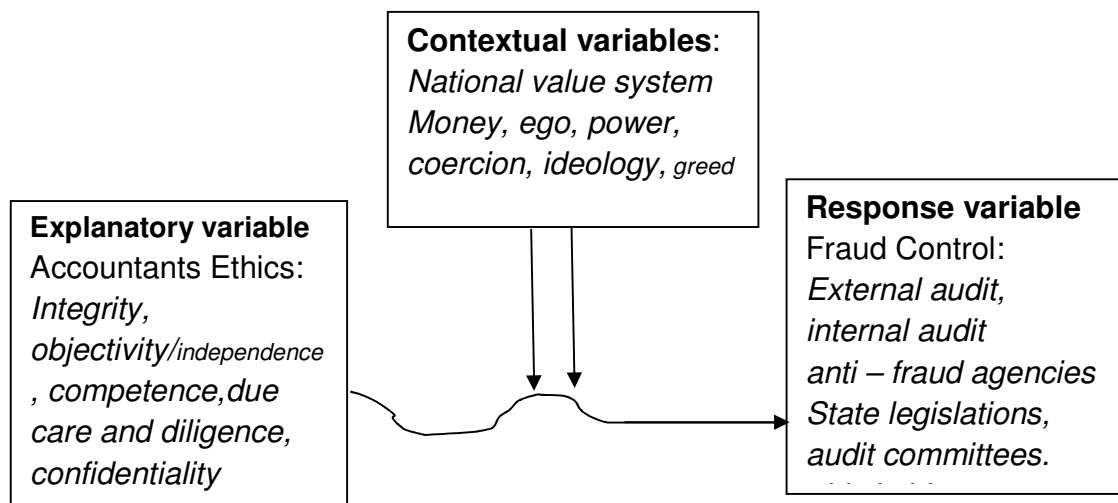 Contextual variables:
National value system
Money, ego, power,
coercion, ideology, greed
Explanatory variable
Accountants Ethics:
Integrity,
objectivity/independence
, competence,due
care and diligence,
confidentiality
Response variable
Fraud Control:
External audit,
internal audit
anti – fraud agencies
State legislations,
audit committees.